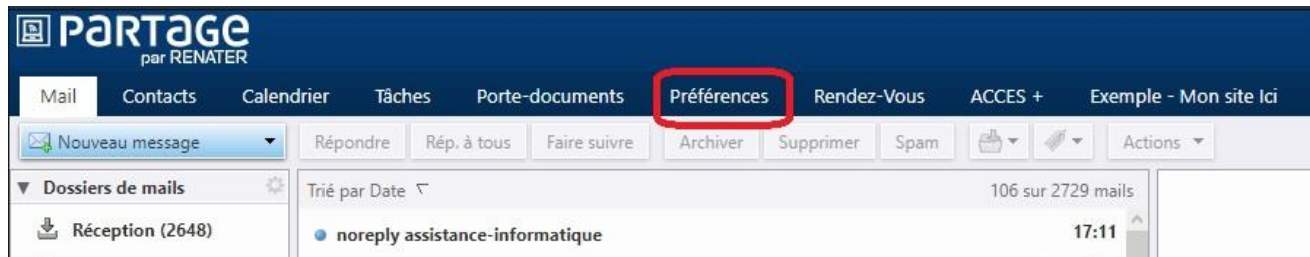 PaRTaGe
par RENATER
Mail Contacts Calendrier Tâches Porte-documents Préférences Rendez-Vous ACCES + Exemple - Mon site Ici
Nouveau message Répondre Rép. à tous Faire suivre Archiver Supprimer Spam Actions
Dossiers de mails Trié par Date 106 sur 2729 mails
Réception (2648) noreply assistance-informatique 17:11